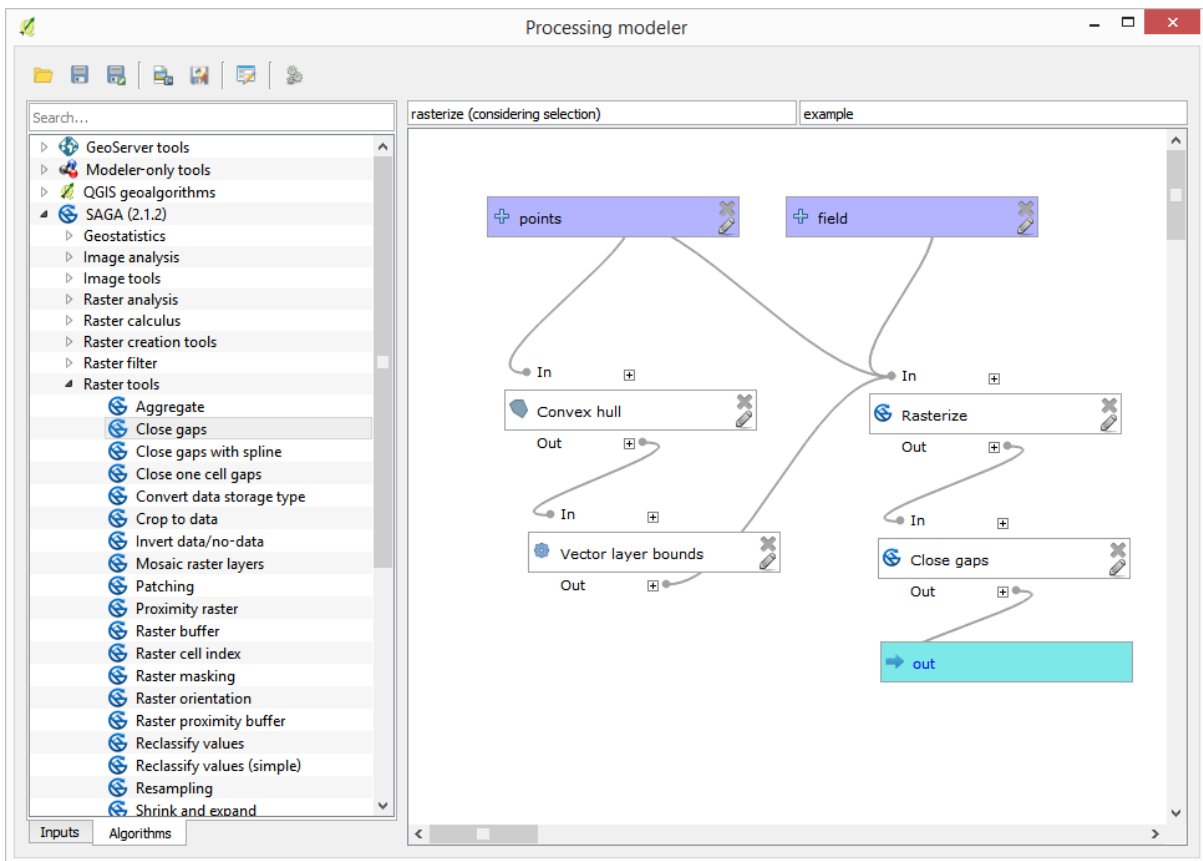 Processing modeler
Search...
rasterize (considering selection)
example
GeoServer tools
Modeler-only tools
QGIS geoalgorithms
SAGA (2.1.2)
Geostatistics
Image analysis
Image tools
Raster analysis
Raster calculus
Raster creation tools
Raster filter
Raster tools
Aggregate
Close gaps
Close gaps with spline
Close one cell gaps
Convert data storage type
Crop to data
Invert data/no-data
Mosaic raster layers
Patching
Proximity raster
Raster buffer
Raster cell index
Raster masking
Raster orientation
Raster proximity buffer
Reclassify values
Reclassify values (simple)
Resampling
Shrink and expand
Inputs
Algorithms
points
field
In
Convex hull
Out
In
Rasterize
Out
In
Vector layer bounds
Out
In
Close gaps
Out
out